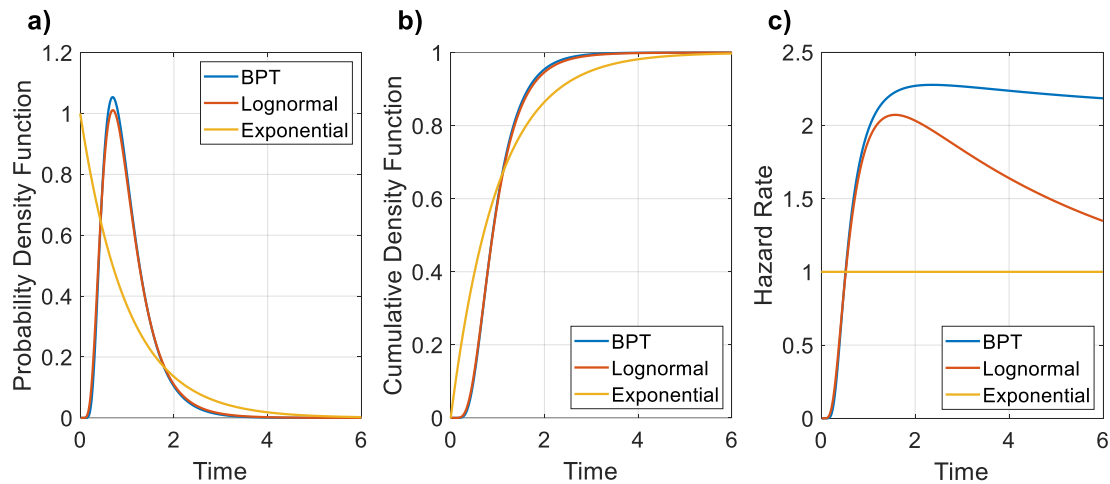 a)
1.2
1
0.8
0.6
0.4
0.2
0
0
2
4
6
Probability Density Function
Time
BPT
Lognormal
Exponential
b)
1
0.8
0.6
0.4
0.2
0
0
2
4
6
Cumulative Density Function
Time
BPT
Lognormal
Exponential
c)
2.5
2
1.5
1
0.5
0
0
2
4
6
Hazard Rate
Time
BPT
Lognormal
Exponential